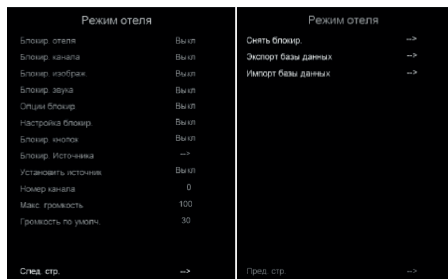 Режим отеля
Блокир. отеля Выкл
Блокир. канала Выкл
Блокир. изображ. Выкл
Блокир. звука Выкл
Опции блокир. Выкл
Настройка блокир. Выкл
Блокир. кнопок Выкл
Блокир. Источника -->
Установить источник Выкл
Номер канала 0
Макс. громкость 100
Громкость по умолч. 30
След. стр. -->
Режим отеля
Снять блокир. -->
Экспорт базы данных -->
Импорт базы данных -->
Пред. стр. -->